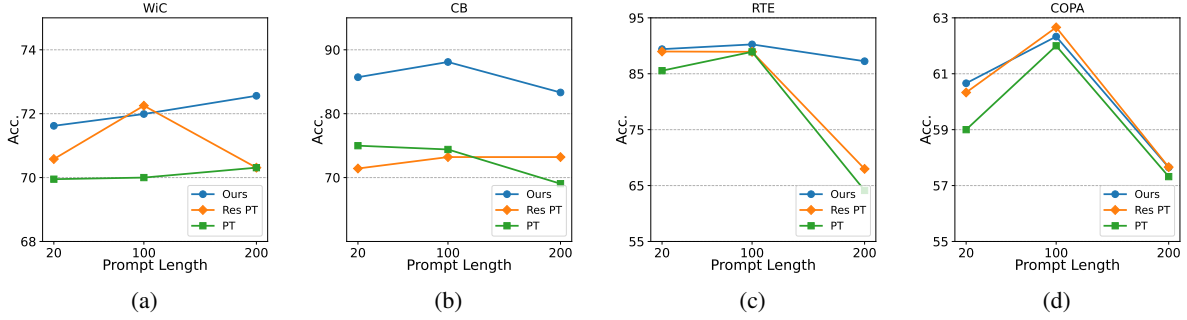 WiC
Acc.
74
72
70
68
20
100
200
Prompt Length
Ours
Res PT
PT
(a)
CB
Acc.
90
80
70
20
100
200
Prompt Length
Ours
Res PT
PT
(b)
RTE
Acc.
95
85
75
65
55
20
100
200
Prompt Length
Ours
Res PT
PT
(c)
COPA
Acc.
63
61
59
57
55
20
100
200
Prompt Length
Ours
Res PT
PT
(d)